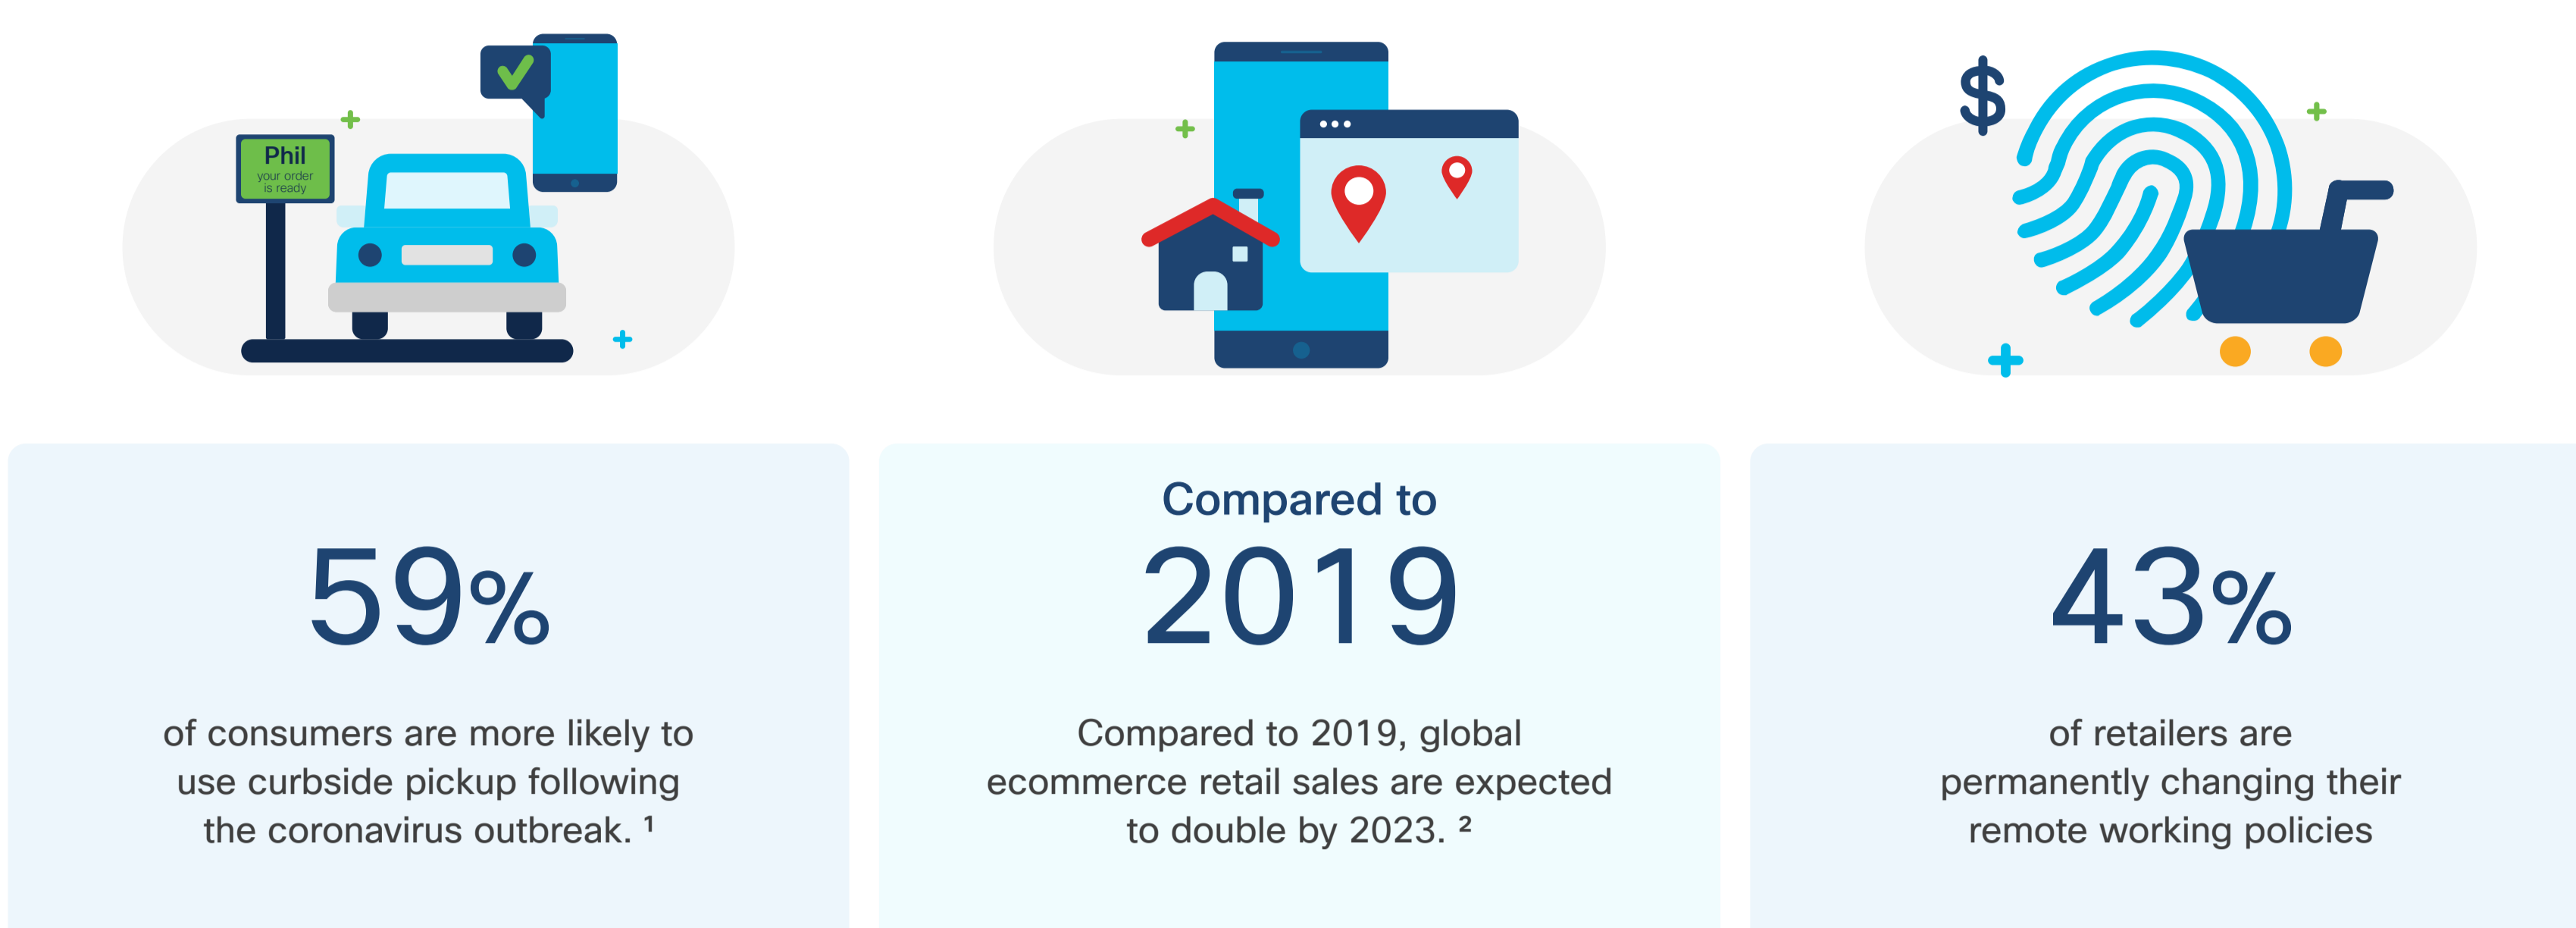 Phil
your order
is ready
$
59%
of consumers are more likely to
use curbside pickup following
the coronavirus outbreak. ¹
Compared to
2019
Compared to 2019, global
ecommerce retail sales are expected
to double by 2023. ²
43%
of retailers are
permanently changing their
remote working policies